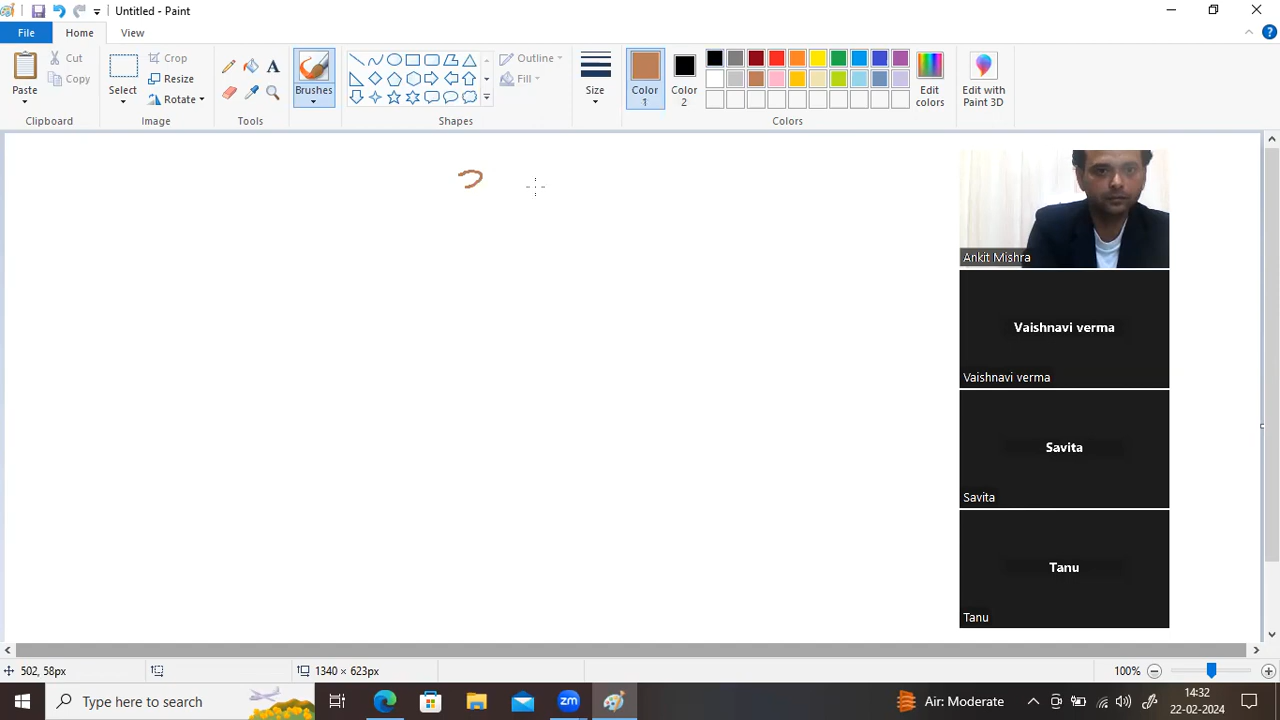 Untitled - Paint
File
Home
View
Paste
Cut
Copy
Clipboard
Select
Crop
Resize
Rotate
Image
Tools
Brushes
Shapes
Outline
Fill
Size
Color 1
Color 2
Edit colors
Colors
Edit with Paint 3D
Ankit Mishra
Vaishnavi verma
Vaishnavi verma
Savita
Savita
Tanu
Tanu
502, 58px
1340 × 623px
100%
Type here to search
zm
Air: Moderate
14:32
22-02-2024